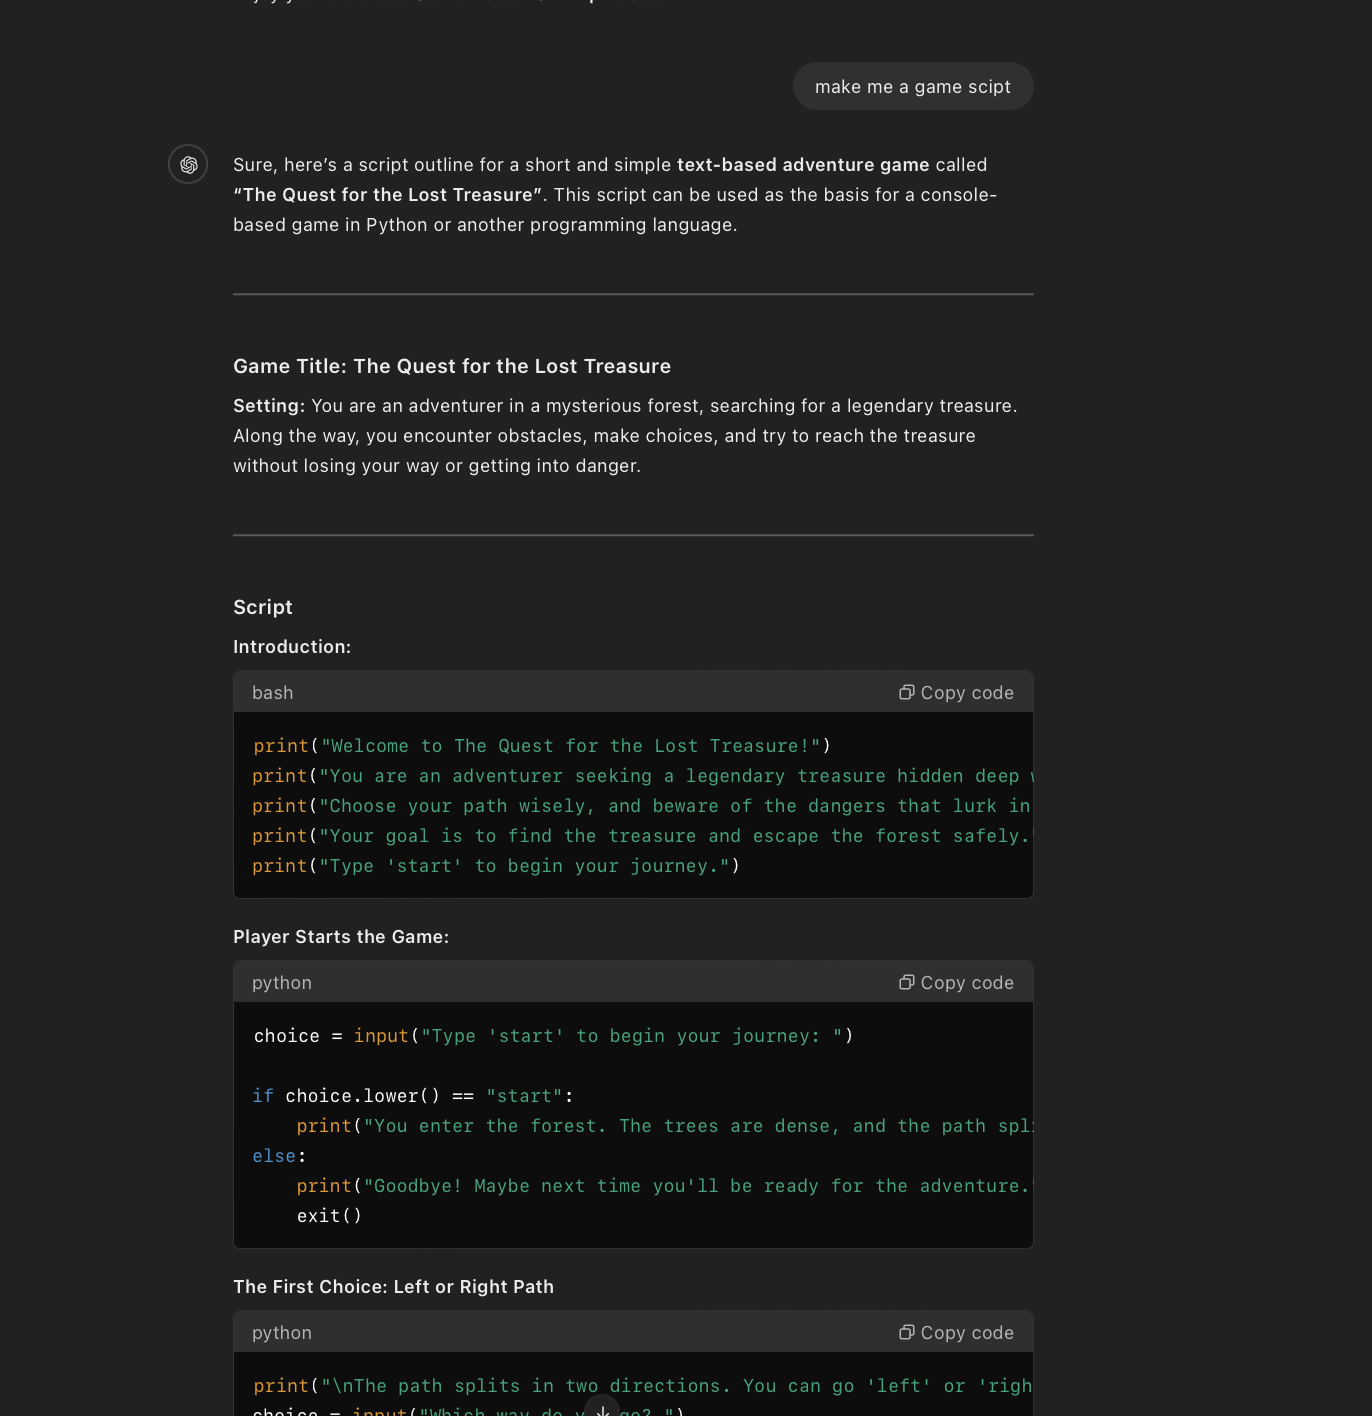 make me a game scipt
Sure, here’s a script outline for a short and simple text-based adventure game called
“The Quest for the Lost Treasure”. This script can be used as the basis for a console-
based game in Python or another programming language.
Game Title: The Quest for the Lost Treasure
Setting: You are an adventurer in a mysterious forest, searching for a legendary treasure.
Along the way, you encounter obstacles, make choices, and try to reach the treasure
without losing your way or getting into danger.
Script
Introduction:
bash
Copy code
print("Welcome to The Quest for the Lost Treasure!")
print("You are an adventurer seeking a legendary treasure hidden deep
print("Choose your path wisely, and beware of the dangers that lurk in
print("Your goal is to find the treasure and escape the forest safely.
print("Type 'start' to begin your journey.")
Player Starts the Game:
python
Copy code
choice = input("Type 'start' to begin your journey: ")
if choice.lower() == "start":
    print("You enter the forest. The trees are dense, and the path spl
else:
    print("Goodbye! Maybe next time you'll be ready for the adventure.
    exit()
The First Choice: Left or Right Path
python
Copy code
print("\nThe path splits in two directions. You can go 'left' or 'righ
choice = input("Which way do go? ")